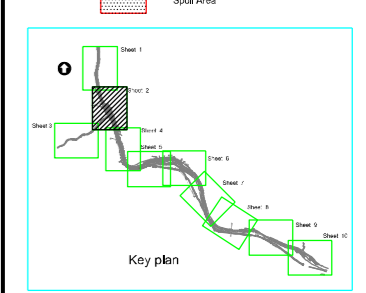 Spoil Area
Sheet 1
Sheet 2
Sheet 3
Sheet 4
Sheet 5
Sheet 6
Sheet 7
Sheet 8
Sheet 9
Sheet 10
Key plan